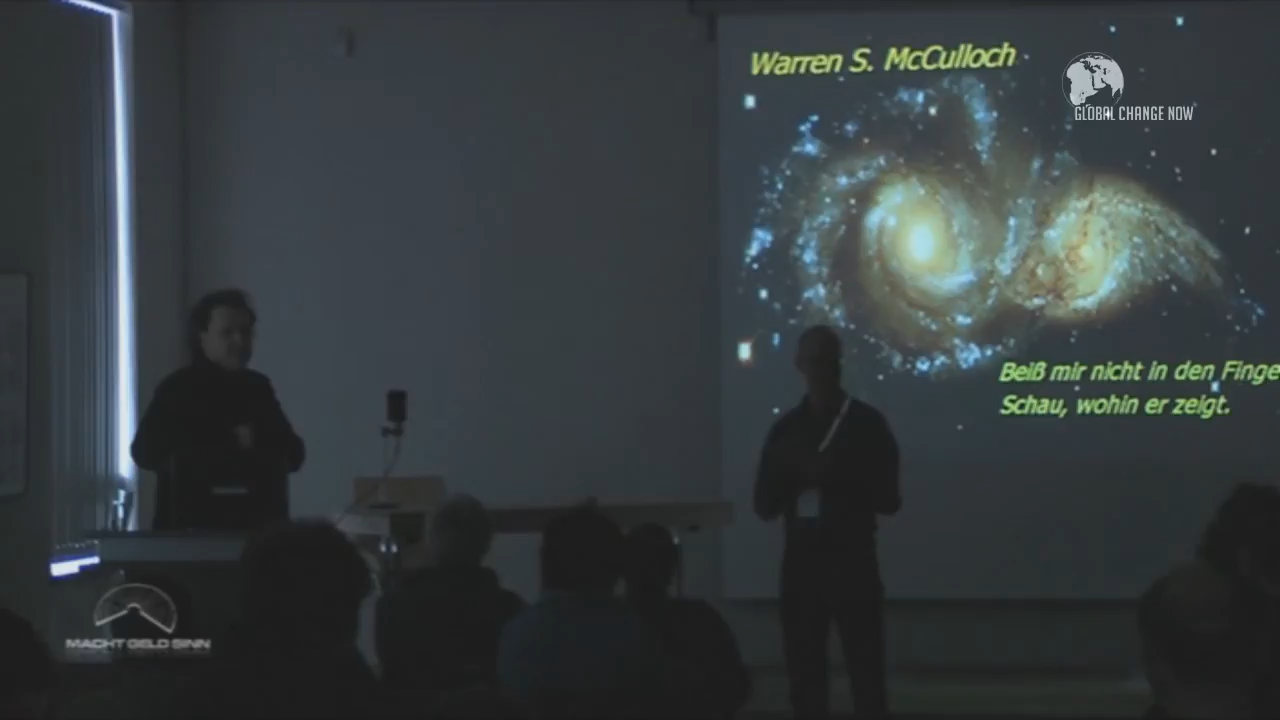 Warren S. McCulloch
GLOBAL CHANGE NOW
Beiß mir nicht in den Finge
Schau, wohin er zeigt.
MACHT GELD SINN